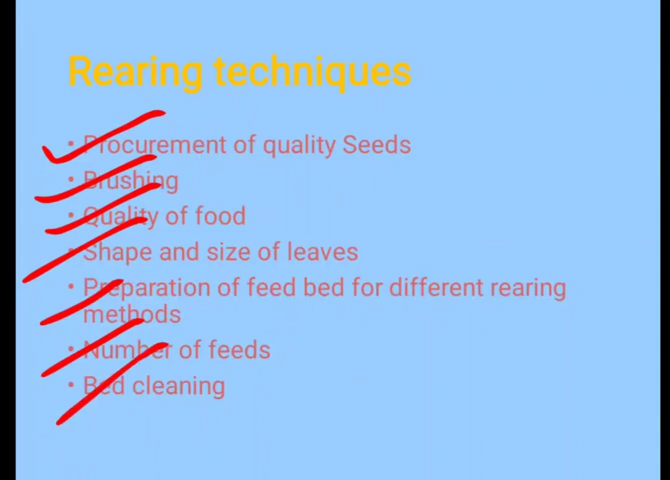 Rearing techniques
• Procurement of quality Seeds
• Brushing
• Quality of food
• Shape and size of leaves
• Preparation of feed bed for different rearing
methods
• Number of feeds
• Bed cleaning